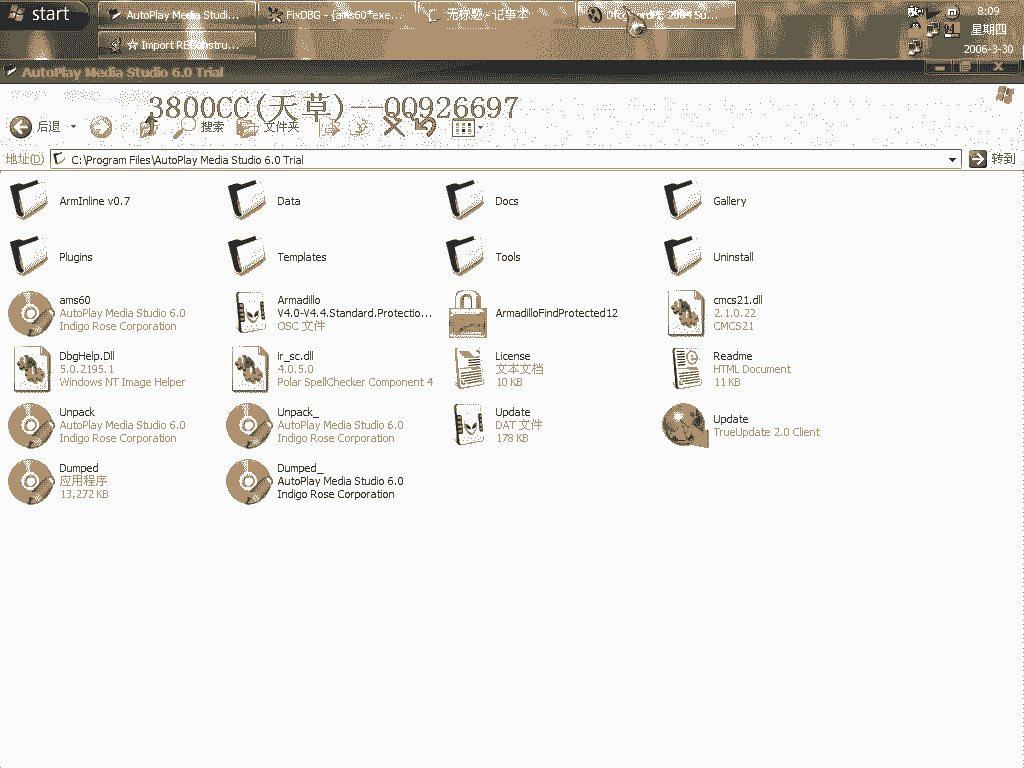 start
AutoPlay Media Studi...
FixDBG - {ams60*exe...
无标题 - 记事本
8:09
星期四
2006-3-30
☆ Import REConstru...
AutoPlay Media Studio 6.0 Trial
3800CC(天草)--QQ926697
后退
搜索
文件夹
地址(D)
C:\Program Files\AutoPlay Media Studio 6.0 Trial
转到
ArmInline v0.7
Data
Docs
Gallery
Plugins
Templates
Tools
Uninstall
ams60
AutoPlay Media Studio 6.0
Indigo Rose Corporation
Armadillo
V4.0-V4.4.Standard.Protectio...
OSC 文件
ArmadilloFindProtected12
cmcs21.dll
2.1.0.22
CMCS21
DbgHelp.Dll
5.0.2195.1
Windows NT Image Helper
ir_sc.dll
4.0.5.0
Polar SpellChecker Component 4
License
文本文档
10 KB
Readme
HTML Document
11 KB
Unpack
AutoPlay Media Studio 6.0
Indigo Rose Corporation
Unpack_
AutoPlay Media Studio 6.0
Indigo Rose Corporation
Update
DAT 文件
178 KB
Update
TrueUpdate 2.0 Client
Dumped
应用程序
13,272 KB
Dumped_
AutoPlay Media Studio 6.0
Indigo Rose Corporation